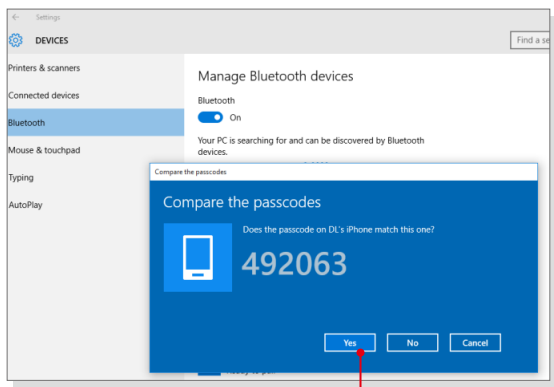 Settings
DEVICES
Find a se
Printers & scanners
Connected devices
Bluetooth
Mouse & touchpad
Typing
AutoPlay
Manage Bluetooth devices
Bluetooth
On
Your PC is searching for and can be discovered by Bluetooth
devices.
Compare the passcodes
Compare the passcodes
Does the passcode on DL's iPhone match this one?
492063
Yes
No
Cancel